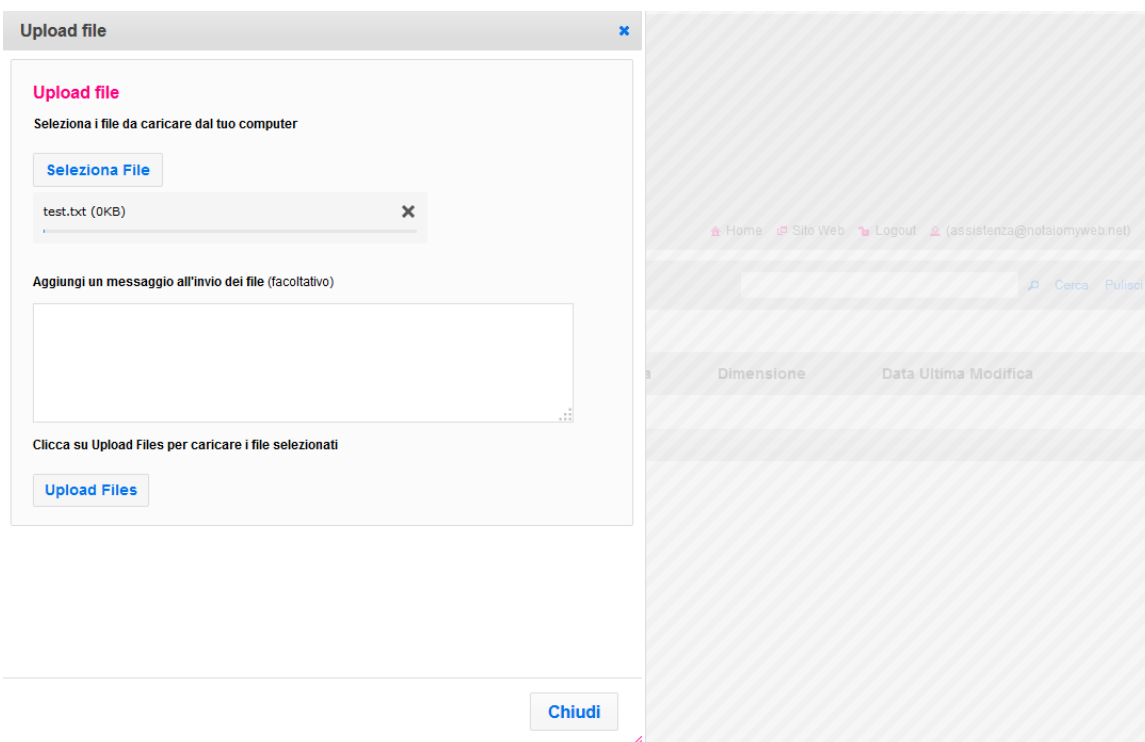 Upload file
Upload file
Seleziona i file da caricare dal tuo computer
Seleziona File
test.txt (0KB)
Aggiungi un messaggio all'invio dei file (facoltativo)
Clicca su Upload Files per caricare i file selezionati
Upload Files
Chiudi
Home Sito Web Logout (assistenza@notaiomyweb.net)
Cerca Pulisci
a Dimensione Data Ultima Modifica